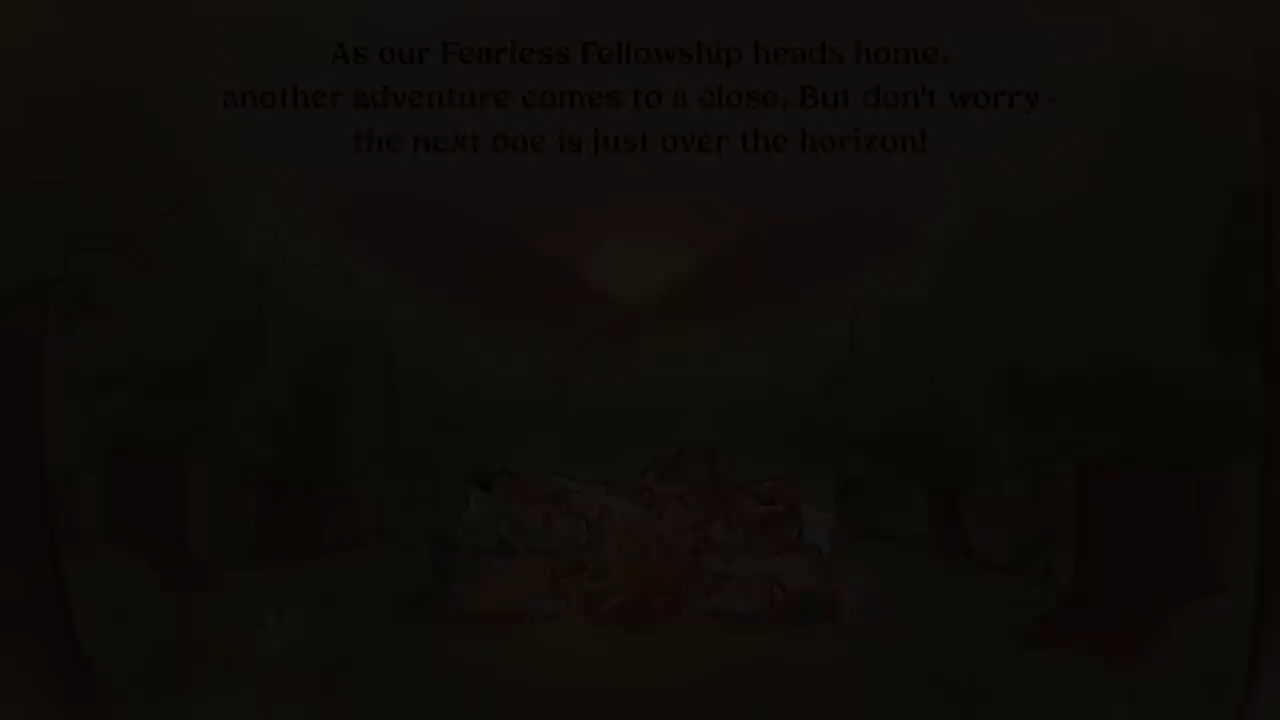 As our Fearless Fellowship heads home,
another adventure comes to a close. But don't worry -
the next one is just over the horizon!